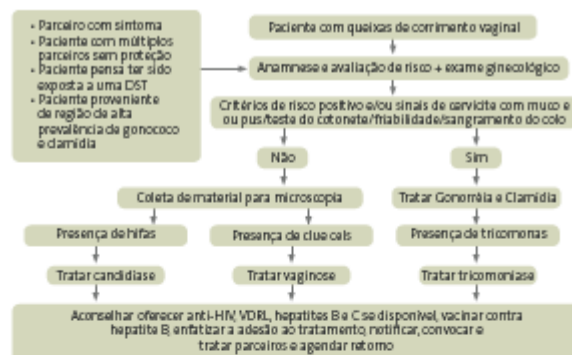 • Parceiro com sintoma
• Paciente com múltiplos
parceiros sem proteção
• Paciente pensa ter sido
exposta a uma DST
• Paciente proveniente
de região de alta
prevalência de gonococo
e clamídia
Paciente com queixas de corrimento vaginal
Anamnese e avaliação de risco + exame ginecológico
Critérios de risco positivo e/ou sinais de cervicite com muco e
ou pus/teste do cotonete/friabilidade/sangramento do colo
Não
Sim
Coleta de material para microscopia
Tratar Gonorréia e Clamídia
Presença de hifas
Presença de clue cels
Presença de tricomonas
Tratar candidíase
Tratar vaginose
Tratar tricomoníase
Aconselhar oferecer anti-HIV, VDRL, hepatites B e C se disponível, vacinar contra
hepatite B, enfatizar a adesão ao tratamento, notificar, convocar e
tratar parceiros e agendar retorno